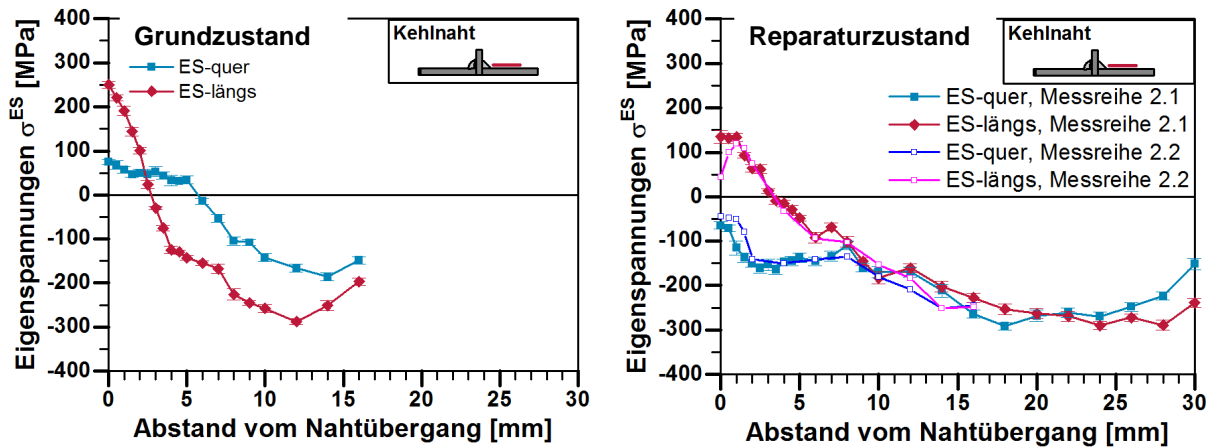 Grundzustand
Kehlnaht
ES-quer
ES-längs
Eigenspannungen σ^ES [MPa]
400
300
200
100
0
-100
-200
-300
-400
0 5 10 15 20 25 30
Abstand vom Nahtübergang [mm]
Reparaturzustand
Kehlnaht
ES-quer, Messreihe 2.1
ES-längs, Messreihe 2.1
ES-quer, Messreihe 2.2
ES-längs, Messreihe 2.2
Eigenspannungen σ^ES [MPa]
400
300
200
100
0
-100
-200
-300
-400
0 5 10 15 20 25 30
Abstand vom Nahtübergang [mm]